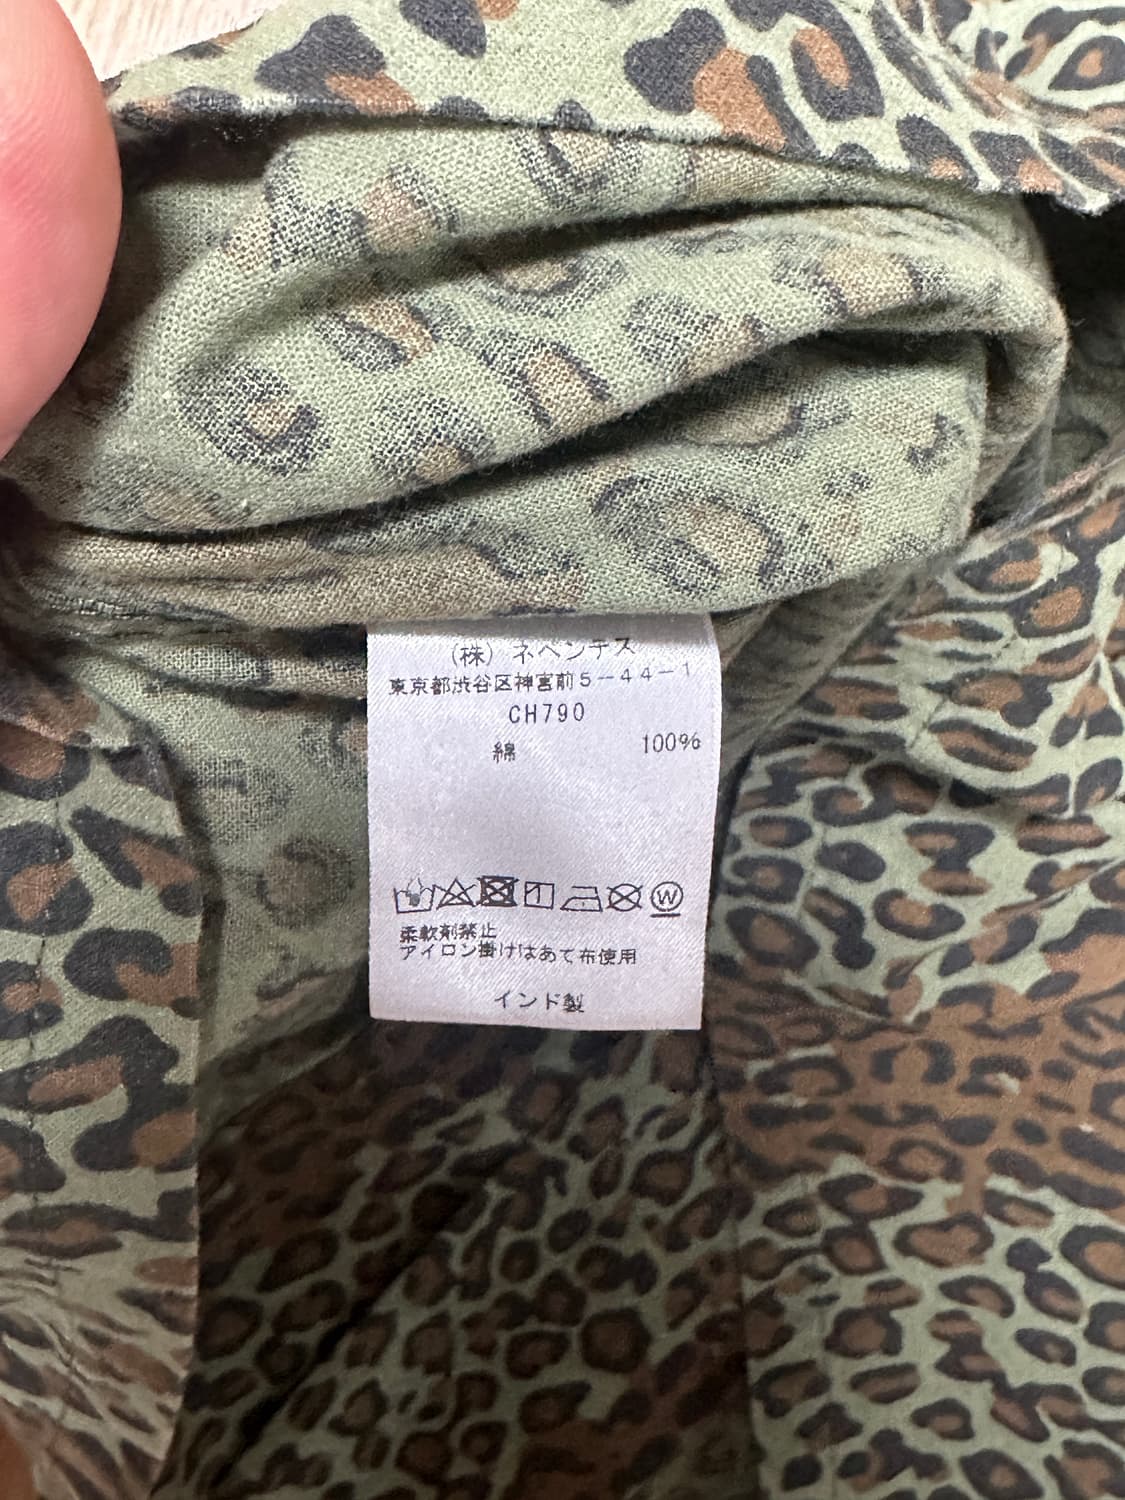 (株) ネペンテス
東京都渋谷区神宮前5-44-1
CH790
綿 100%
W
柔軟剤禁止
アイロン掛けはあて布使用
インド製